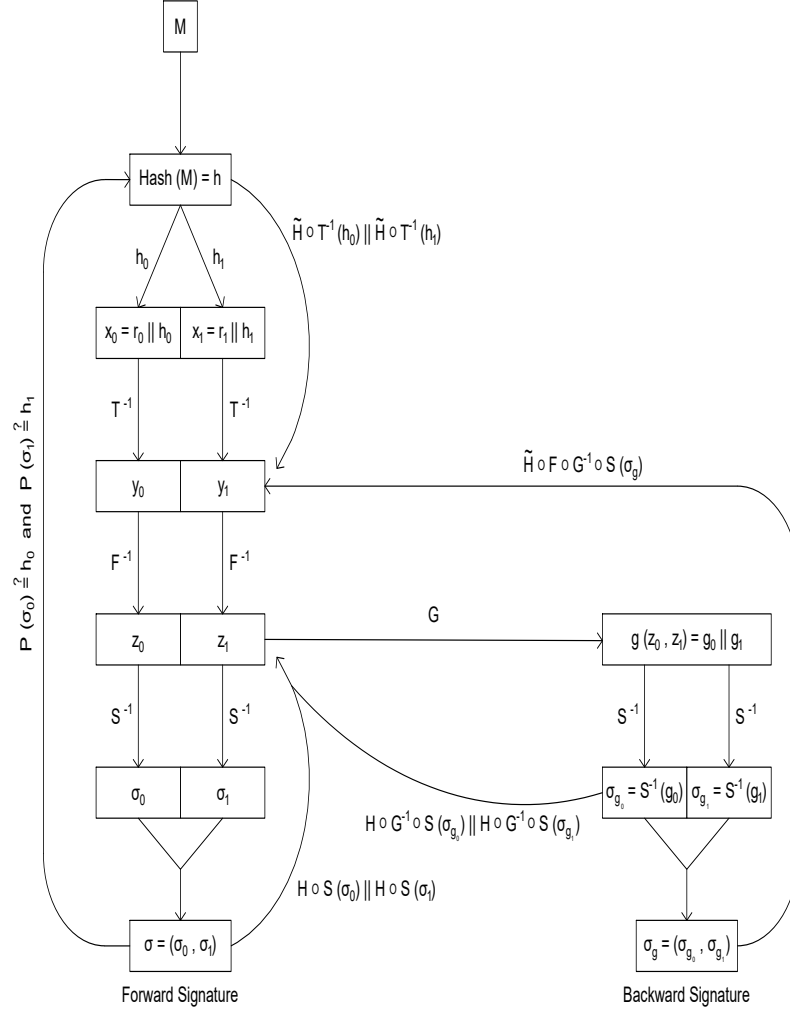 M
Hash (M) = h
H̃ ∘ T⁻¹ (h₀) || H̃ ∘ T⁻¹ (h₁)
h₀ h₁
x₀ = r₀ || h₀ x₁ = r₁ || h₁
T⁻¹ T⁻¹
P (σ₀) ≟ h₀ and P (σ₁) ≟ h₁
H̃ ∘ F ∘ G⁻¹ ∘ S (σg)
y₀ y₁
F⁻¹ F⁻¹
G
z₀ z₁ g (z₀ , z₁) = g₀ || g₁
S⁻¹ S⁻¹ S⁻¹ S⁻¹
σ₀ σ₁ σg₀ = S⁻¹ (g₀) σg₁ = S⁻¹ (g₁)
H ∘ G⁻¹ ∘ S (σg₀) || H ∘ G⁻¹ ∘ S (σg₁)
H ∘ S (σ₀) || H ∘ S (σ₁)
σ = (σ₀ , σ₁) σg = (σg₀ , σg₁)
Forward Signature Backward Signature